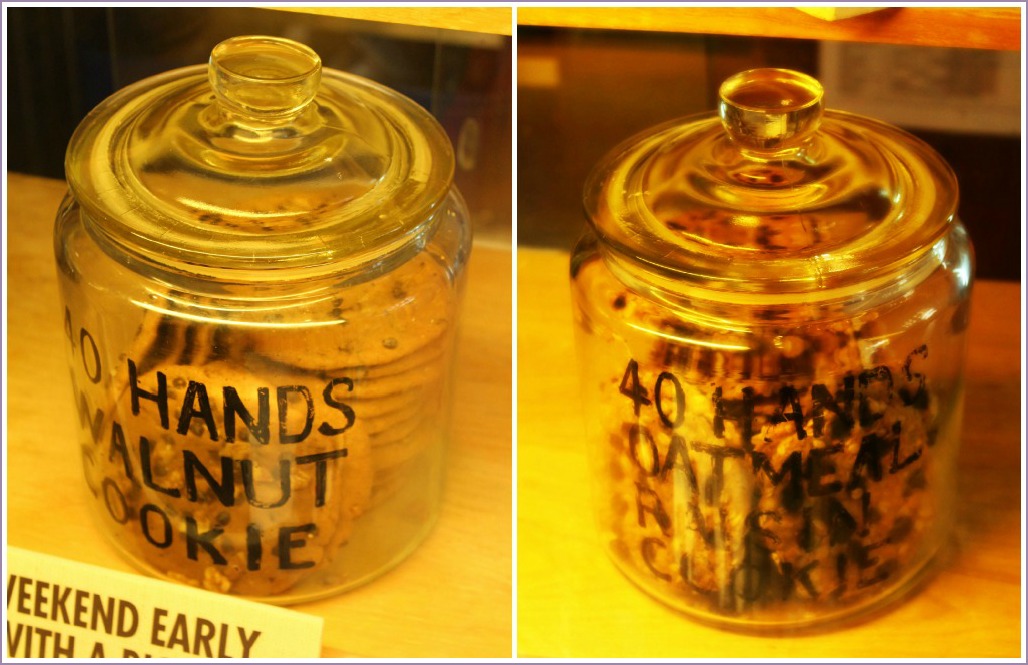 40 HANDS
WALNUT
COOKIE
WEEKEND EARLY
WITH A
40 HANDS
OATMEAL
RAISIN
COOKIE